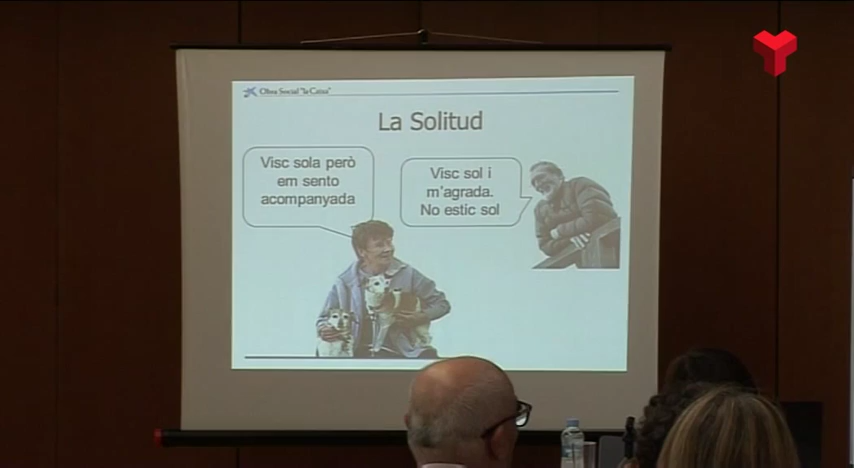 Obra Social "la Caixa"
La Solitud
Visc sola però
em sento
acompanyada
Visc sol i
m'agrada.
No estic sol